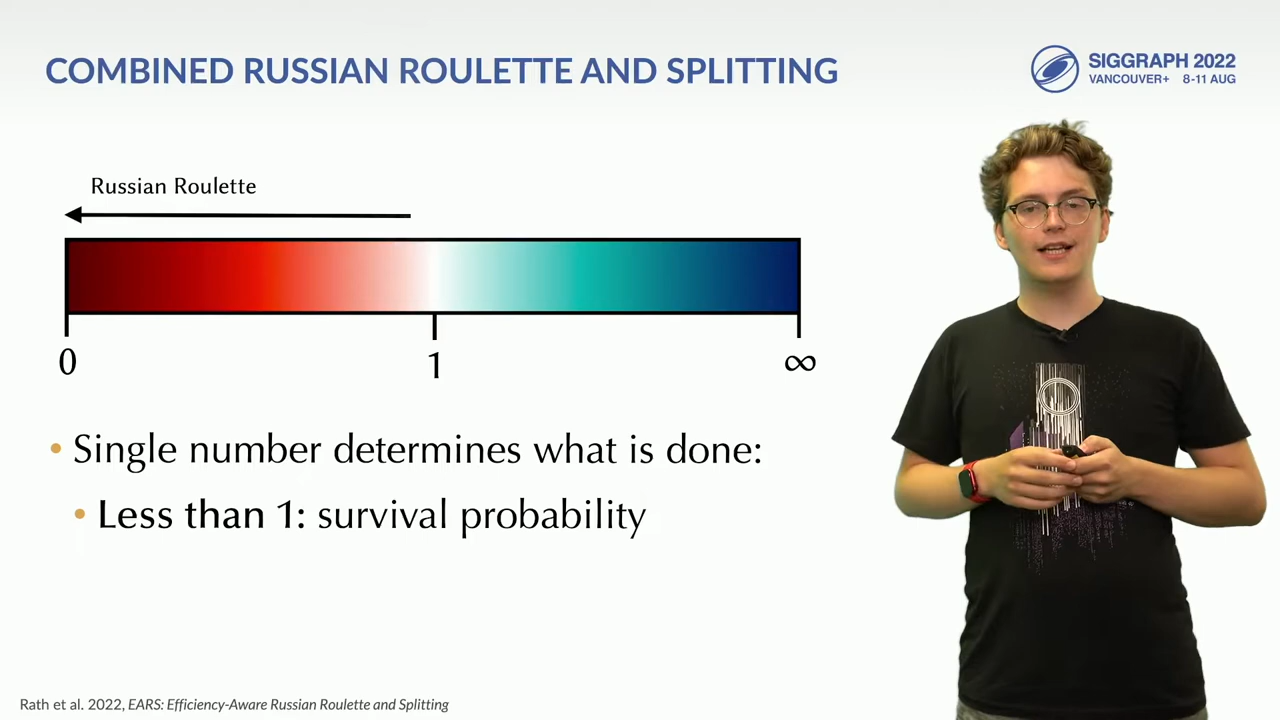 COMBINED RUSSIAN ROULETTE AND SPLITTING
SIGGRAPH 2022
VANCOUVER+ 8-11 AUG
Russian Roulette
0 1 ∞
• Single number determines what is done:
• Less than 1: survival probability
Rath et al. 2022, EARS: Efficiency-Aware Russian Roulette and Splitting